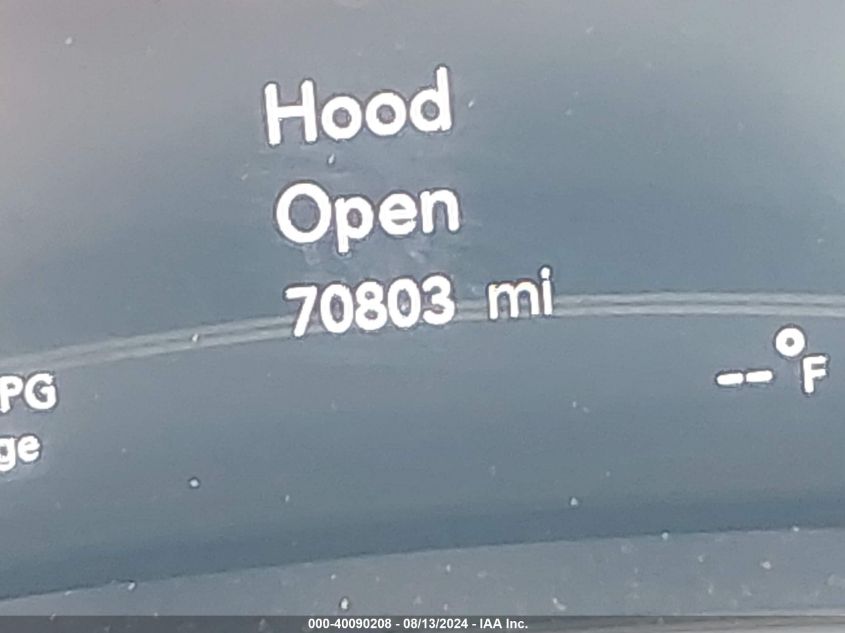 Hood
Open
70803 mi
--°F
PG
ge
000-40090208 - 08/13/2024 - IAA Inc.